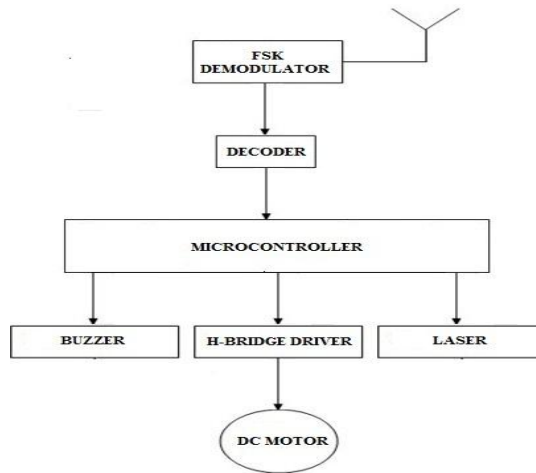 FSK
DEMODULATOR
DECODER
MICROCONTROLLER
BUZZER
H-BRIDGE DRIVER
LASER
DC MOTOR